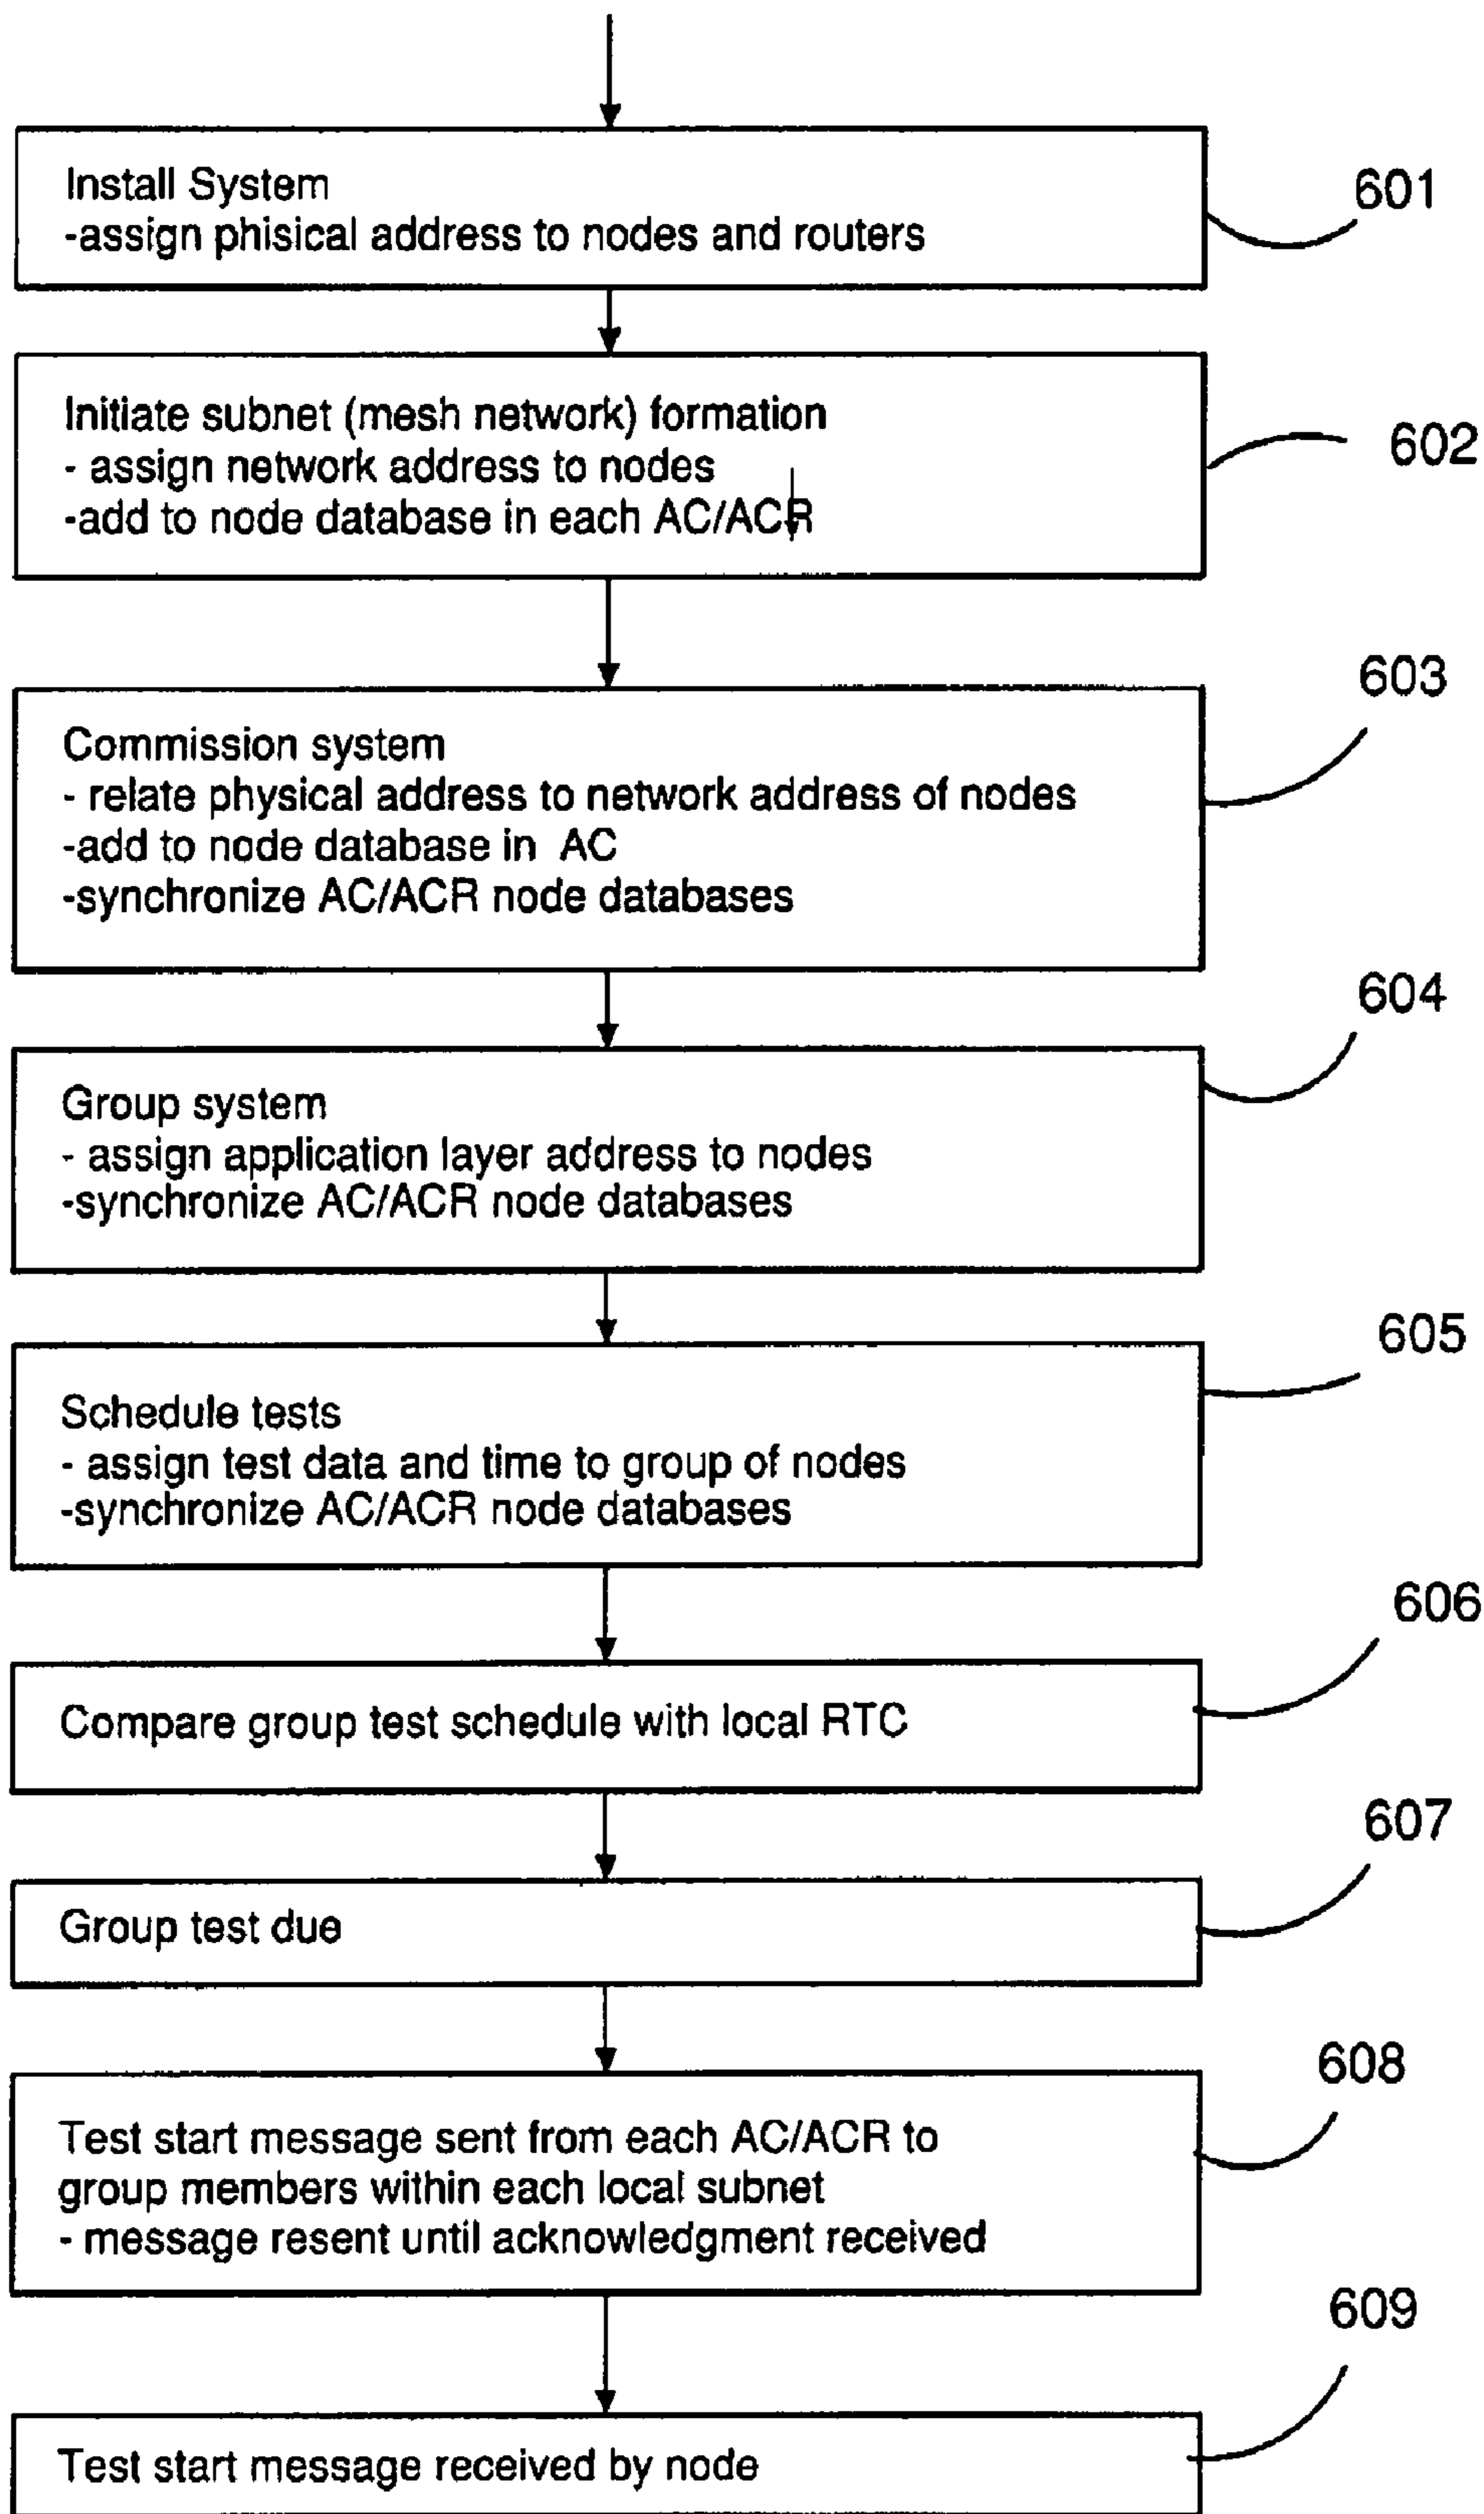 Install System
-assign phisical address to nodes and routers
601
Initiate subnet (mesh network) formation
- assign network address to nodes
-add to node database in each AC/ACR
602
603
Commission system
- relate physical address to network address of nodes
-add to node database in AC
-synchronize AC/ACR node databases
604
Group system
- assign application layer address to nodes
-synchronize AC/ACR node databases
605
Schedule tests
- assign test data and time to group of nodes
-synchronize AC/ACR node databases
606
Compare group test schedule with local RTC
607
Group test due
608
Test start message sent from each AC/ACR to
group members within each local subnet
- message resent until acknowledgment received
609
Test start message received by node